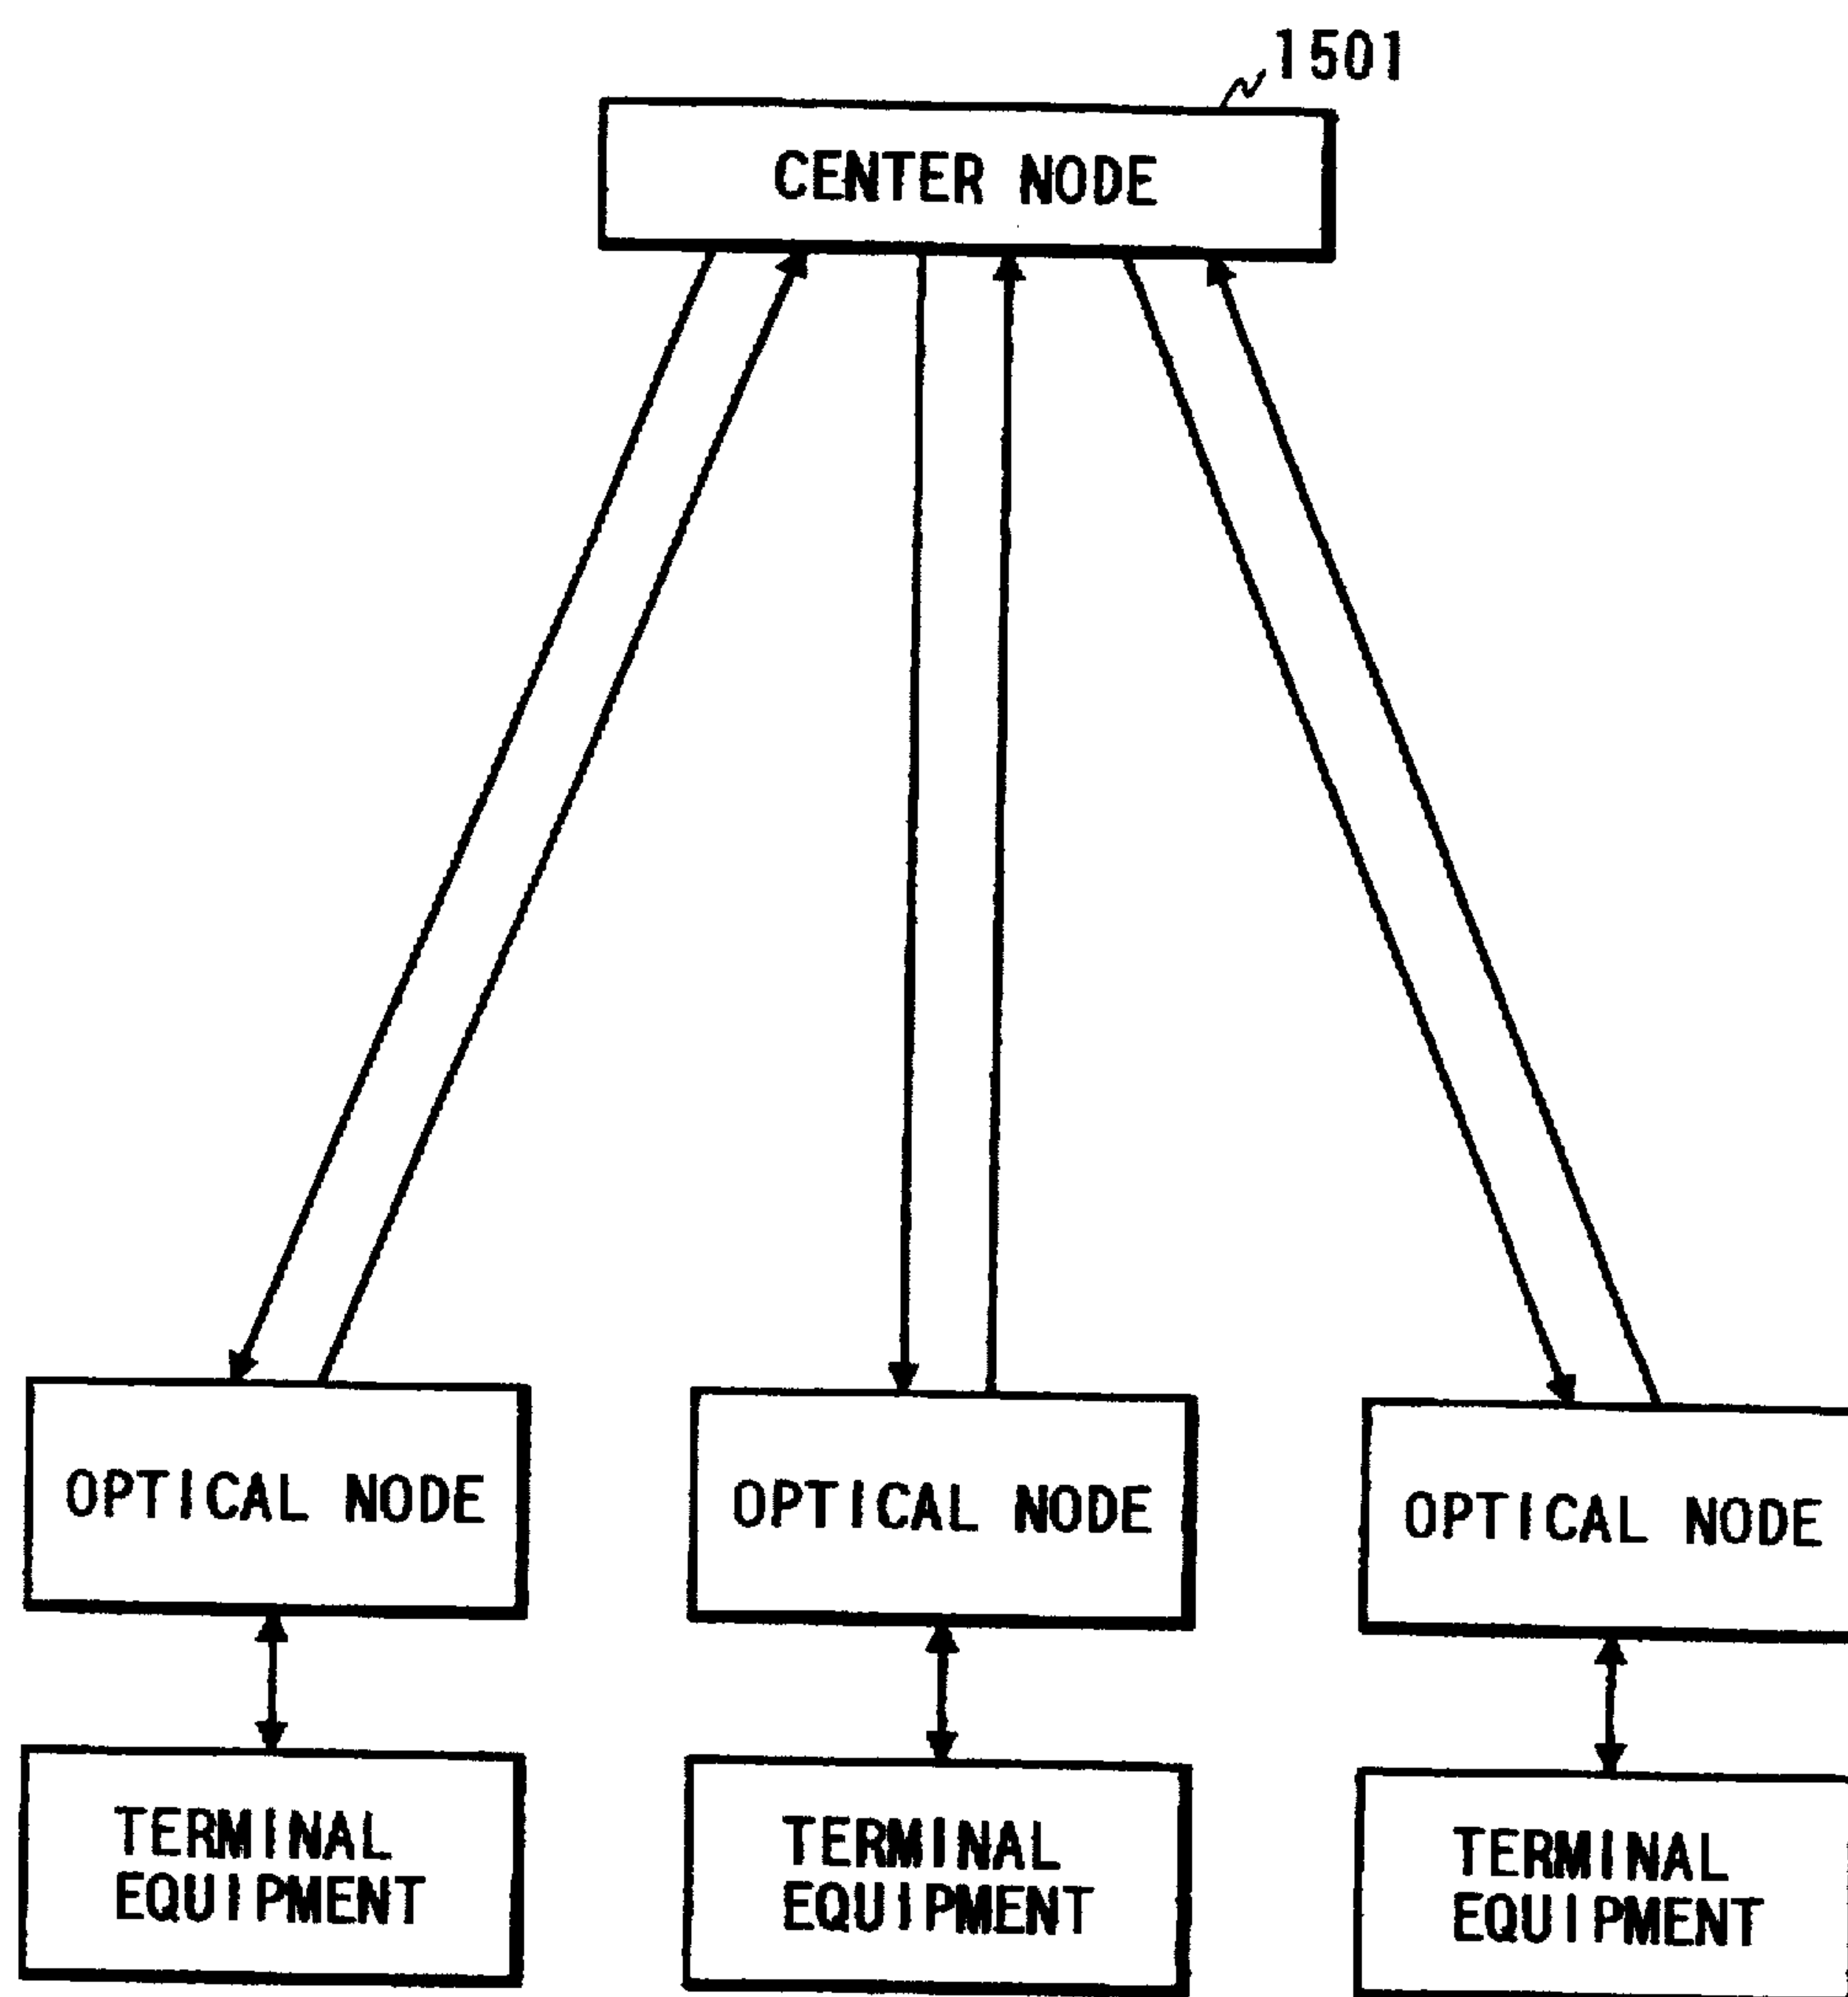 1501
CENTER NODE
OPTICAL NODE
OPTICAL NODE
OPTICAL NODE
TERMINAL
EQUIPMENT
TERMINAL
EQUIPMENT
TERMINAL
EQUIPMENT